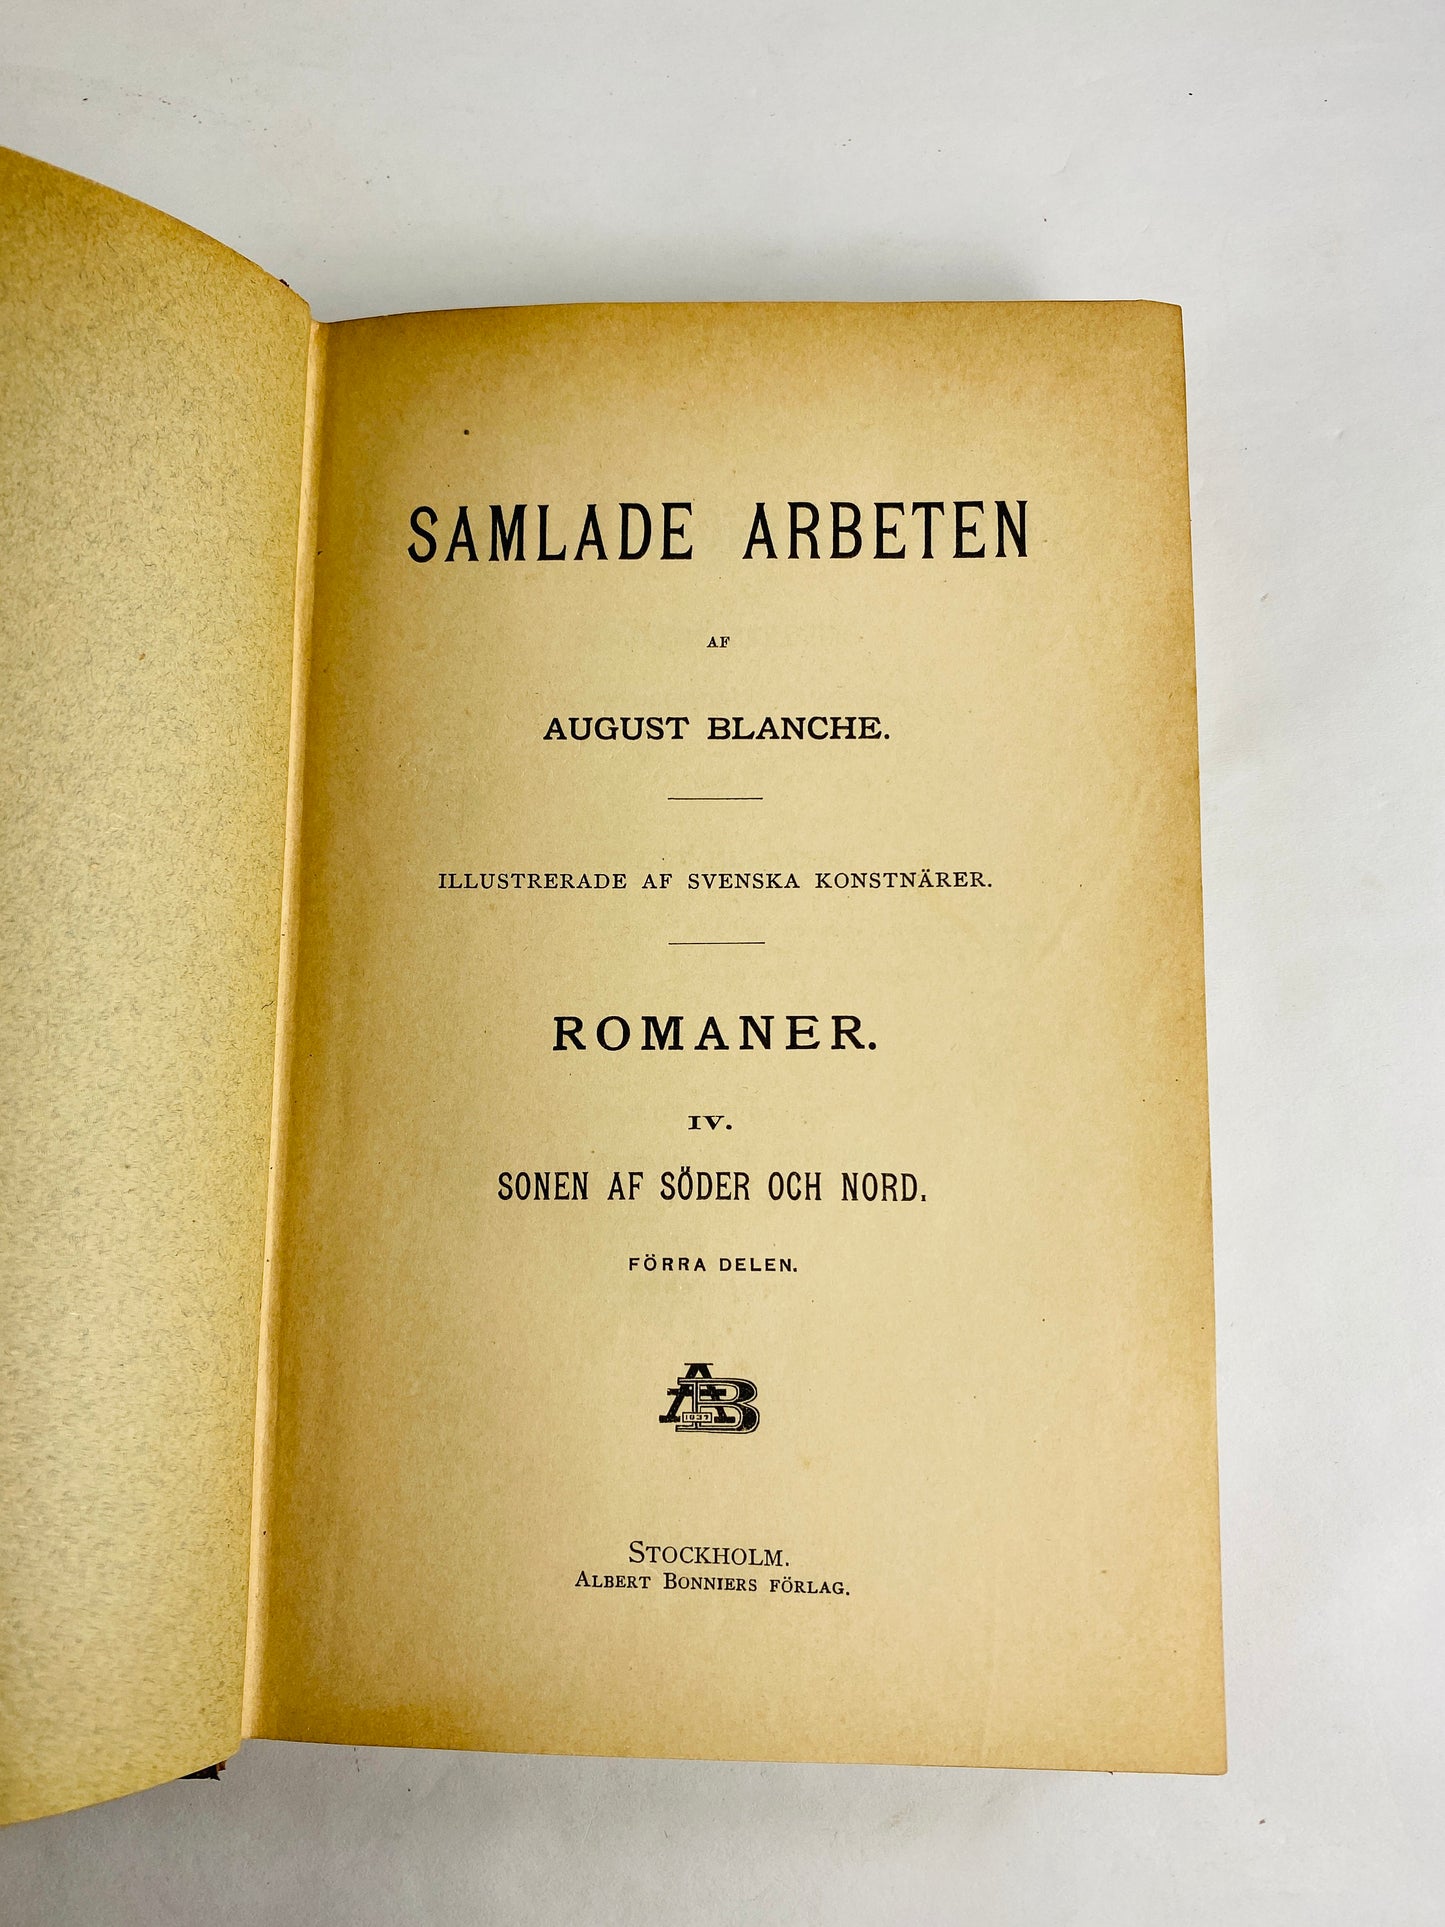 SAMLADE ARBETEN
AF
AUGUST BLANCHE.
ILLUSTRERADE AF SVENSKA KONSTNÄRER.
ROMANER.
IV.
SONEN AF SÖDER OCH NORD.
FÖRRA DELEN.
AB
1837
STOCKHOLM.
ALBERT BONNIERS FÖRLAG.